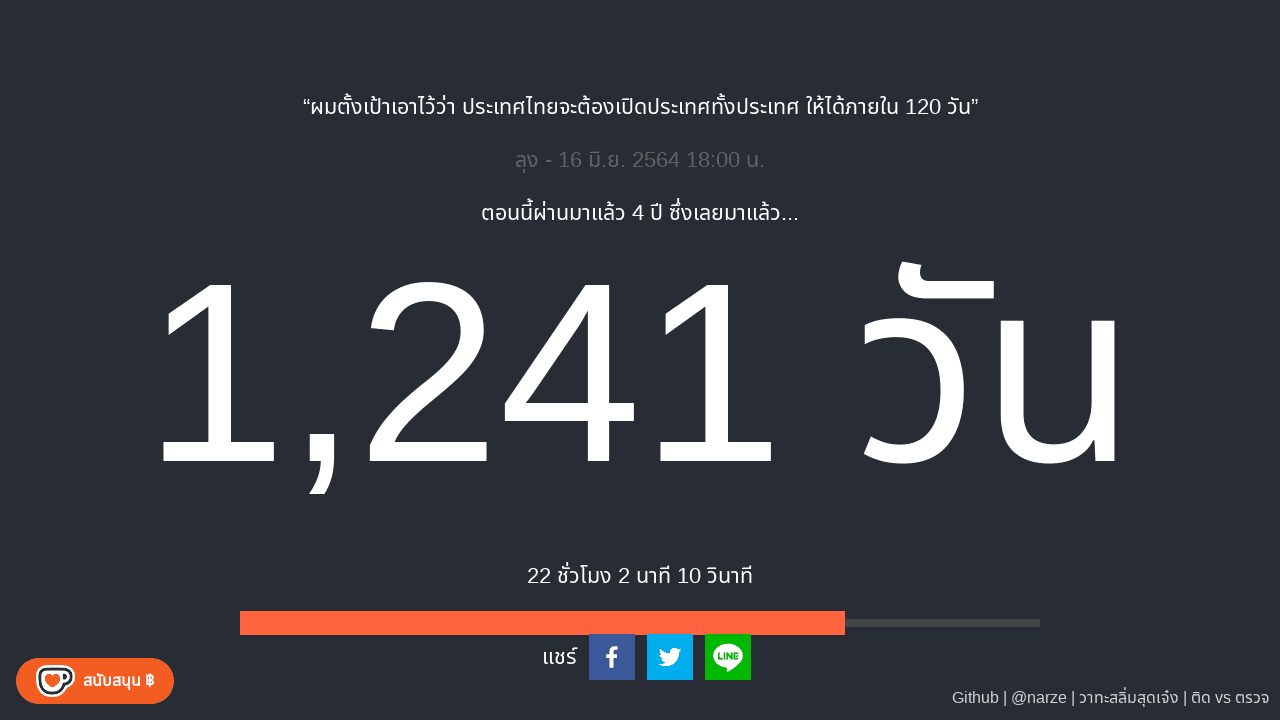 “ผมตั้งเป้าเอาไว้ว่า ประเทศไทยจะต้องเปิดประเทศทั้งประเทศ ให้ได้ภายใน 120 วัน”
ลุง - 16 มิ.ย. 2564 18:00 น.
ตอนนี้ผ่านมาแล้ว 4 ปี ซึ่งเลยมาแล้ว...
1,241 วัน
22 ชั่วโมง 2 นาที 10 วินาที
แชร์
LINE
สนับสนุน ฿
Github | @narze | วาทะสลิ่มสุดเจ๋ง | ติด vs ตรวจ